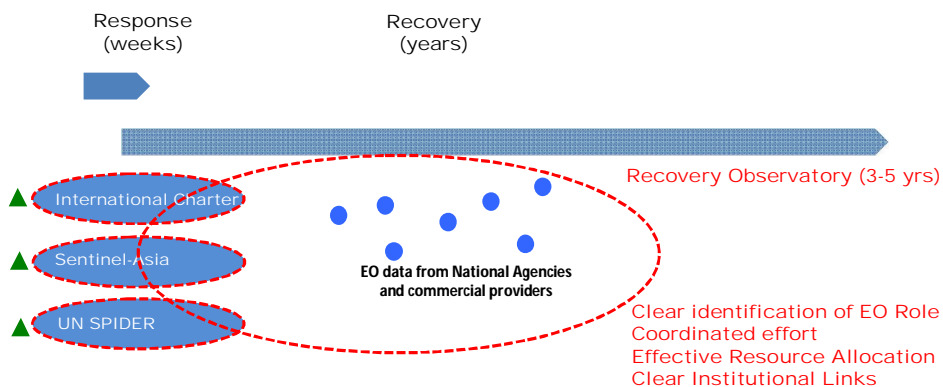 Response
(weeks)
Recovery
(years)
Recovery Observatory (3-5 yrs)
International Charter
Sentinel-Asia
UN SPIDER
EO data from National Agencies
and commercial providers
Clear identification of EO Role
Coordinated effort
Effective Resource Allocation
Clear Institutional Links